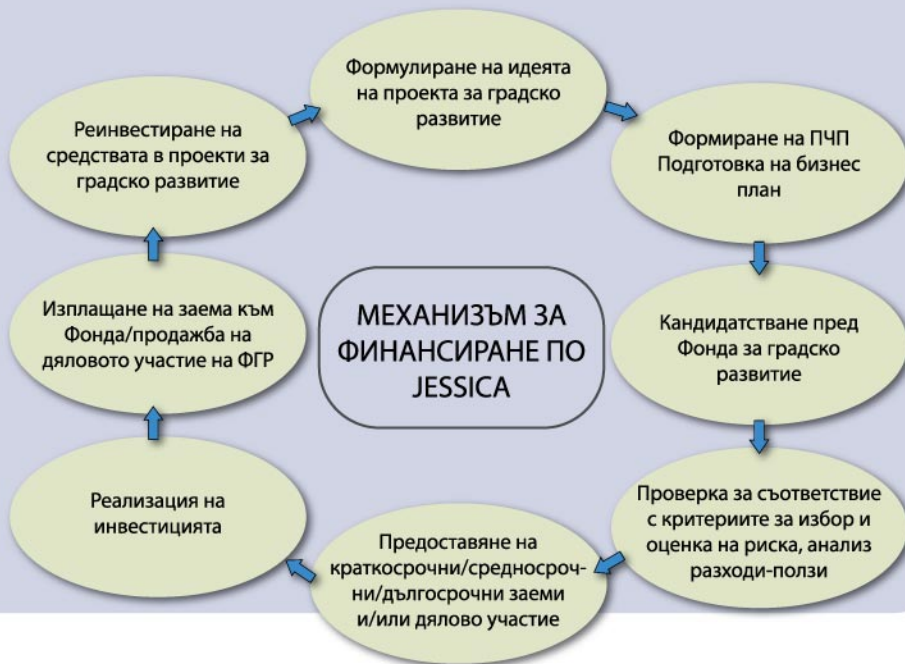 Формулиране на идеята
на проекта за градско
развитие
Формиране на ПЧП
Подготовка на бизнес
план
Кандидатстване пред
Фонда за градско
развитие
Проверка за съответствие
с критериите за избор и
оценка на риска, анализ
разходи-ползи
Предоставяне на
краткосрочни/средносроч-
ни/дългосрочни заеми
и/или дялово участие
Реализация на
инвестицията
Изплащане на заема към
Фонда/продажба на
дяловото участие на ФГР
Реинвестиране на
средствата в проекти за
градско развитие
МЕХАНИЗЪМ ЗА
ФИНАНСИРАНЕ ПО
JESSICA